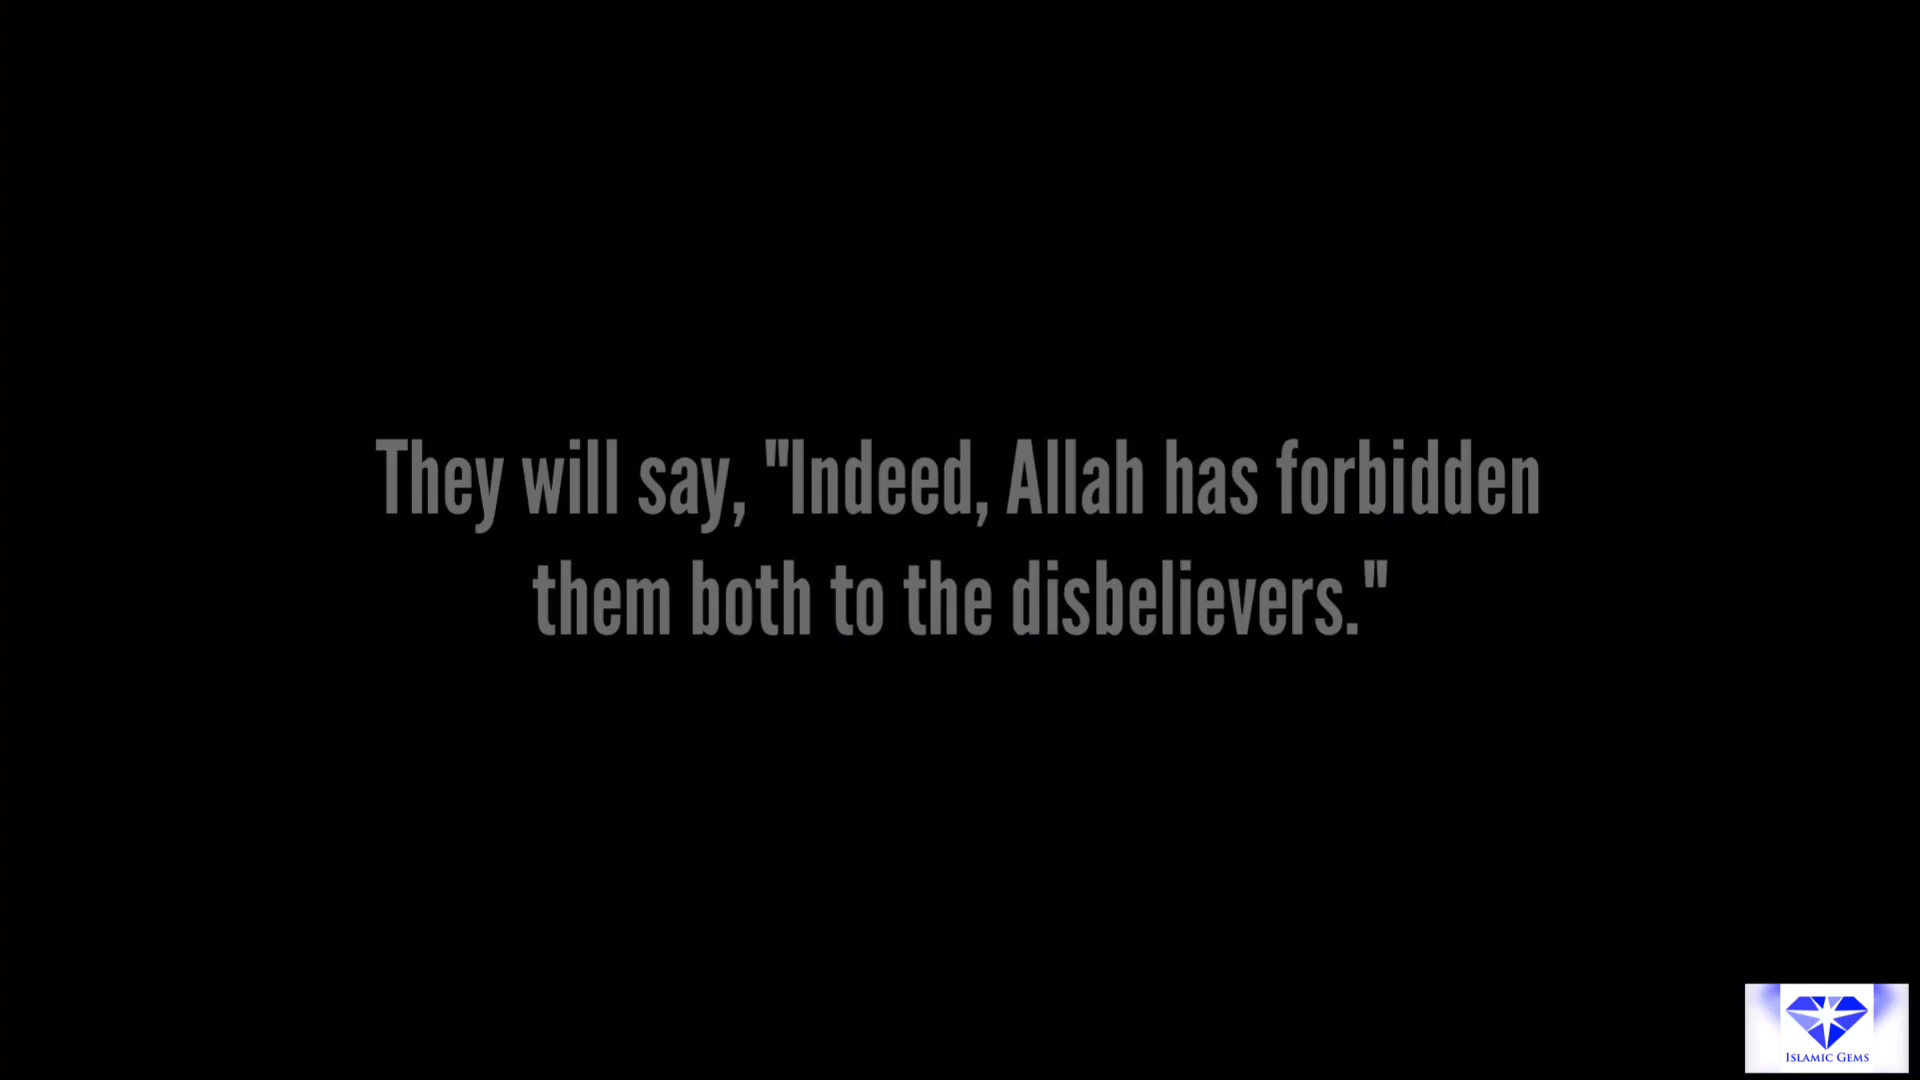 They will say, "Indeed, Allah has forbidden
them both to the disbelievers."
ISLAMIC GEMS